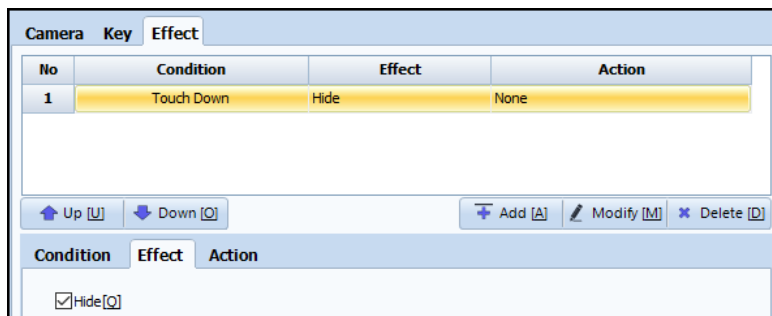 Camera Key Effect
No Condition Effect Action
1 Touch Down Hide None
Up [U] Down [O] Add [A] Modify [M] Delete [D]
Condition Effect Action
Hide[O]